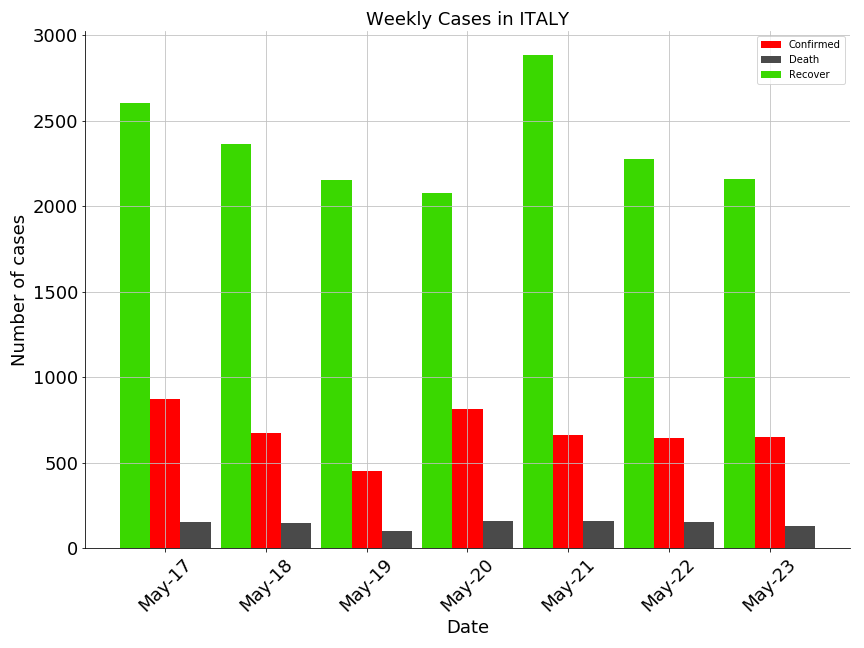 Weekly Cases in ITALY
Confirmed
Death
Recover
3000
2500
2000
1500
1000
500
0
Number of cases
May-17
May-18
May-19
May-20
May-21
May-22
May-23
Date